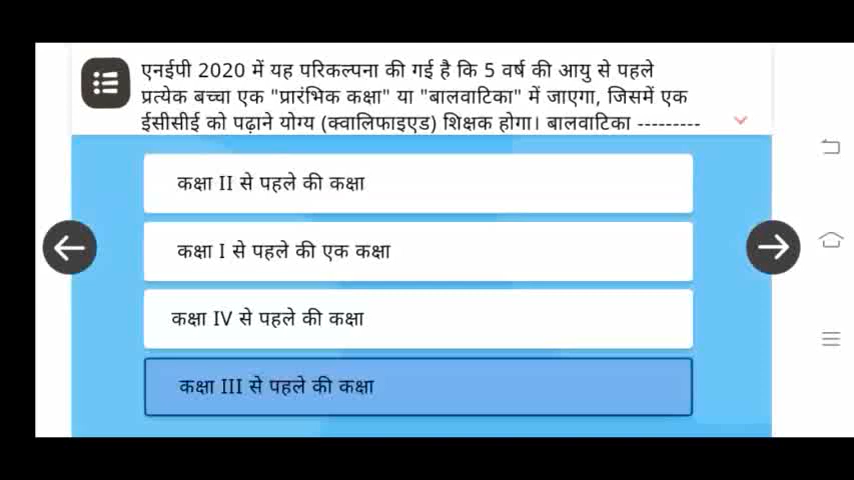 एनईपी 2020 में यह परिकल्पना की गई है कि 5 वर्ष की आयु से पहले
प्रत्येक बच्चा एक "प्रारंभिक कक्षा" या "बालवाटिका" में जाएगा, जिसमें एक
ईसीसीई को पढ़ाने योग्य (क्वालिफाइएड) शिक्षक होगा। बालवाटिका ---------
कक्षा II से पहले की कक्षा
कक्षा I से पहले की एक कक्षा
कक्षा IV से पहले की कक्षा
कक्षा III से पहले की कक्षा